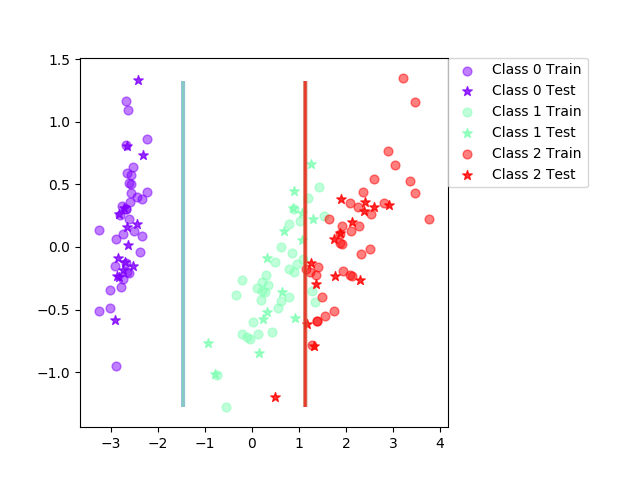 Class 0 Train
Class 0 Test
Class 1 Train
Class 1 Test
Class 2 Train
Class 2 Test
1.5
1.0
0.5
0.0
−0.5
−1.0
−3 −2 −1 0 1 2 3 4